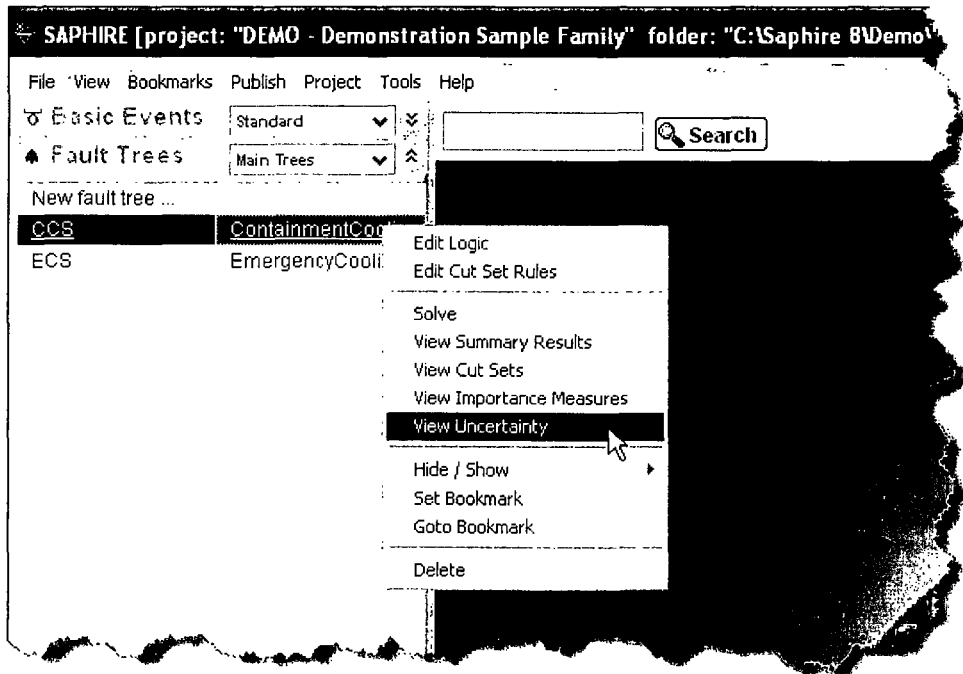 SAPHIRE [project: "DEMO - Demonstration Sample Family" folder: "C:\Saphire 8\Demo\
File View Bookmarks Publish Project Tools Help
Basic Events Standard
Search
Fault Trees Main Trees
New fault tree ...
CCS ContainmentCoo
ECS EmergencyCooli
Edit Logic
Edit Cut Set Rules
Solve
View Summary Results
View Cut Sets
View Importance Measures
View Uncertainty
Hide / Show
Set Bookmark
Goto Bookmark
Delete